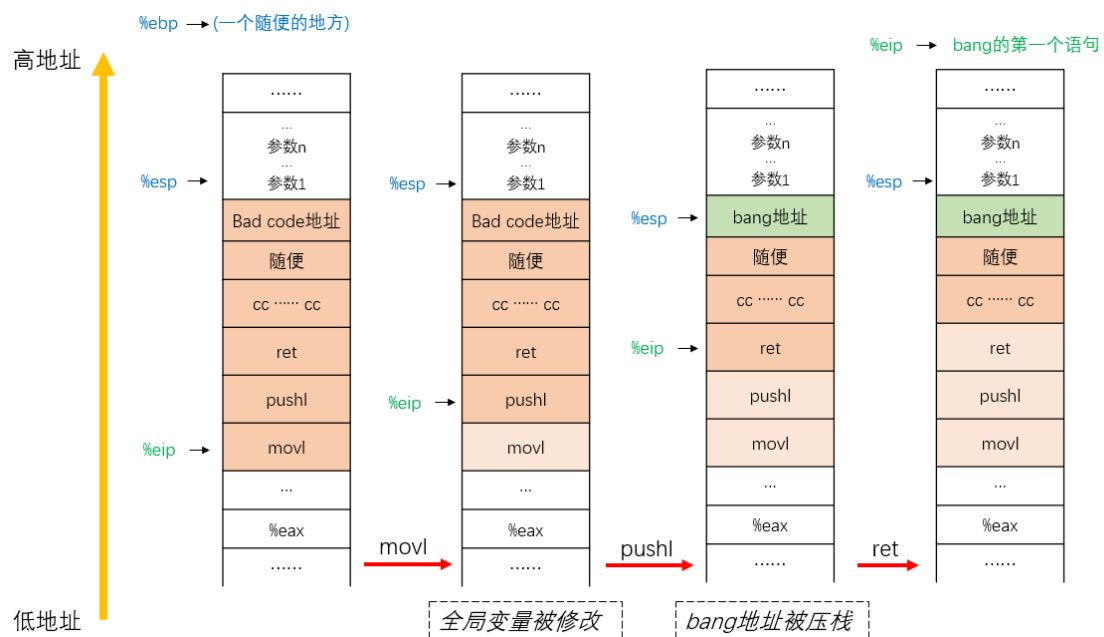 %ebp (一个随便的地方)
高地址
%eip bang的第一个语句
……
...
参数n
...
参数1
%esp
Bad code地址
随便
cc …… cc
ret
pushl
%eip
movl
...
%eax
……
movl
……
...
参数n
...
%esp
参数1
Bad code地址
随便
cc …… cc
ret
%eip
pushl
movl
...
%eax
……
全局变量被修改
pushl
……
...
参数n
...
参数1
%esp
bang地址
随便
cc …… cc
%eip
ret
pushl
movl
...
%eax
……
bang地址被压栈
ret
……
...
参数n
...
%esp
参数1
bang地址
随便
cc …… cc
ret
pushl
movl
...
%eax
……
低地址